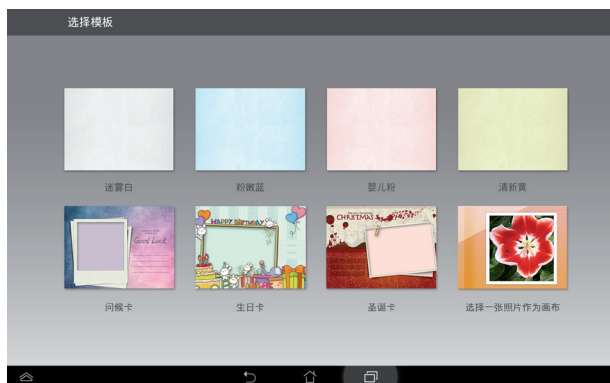 选择模板
迷雾白
粉嫩蓝
婴儿粉
清新黄
Good Luck
HAPPY BIRTHDAY
CHRISTMAS
问候卡
生日卡
圣诞卡
选择一张照片作为画布